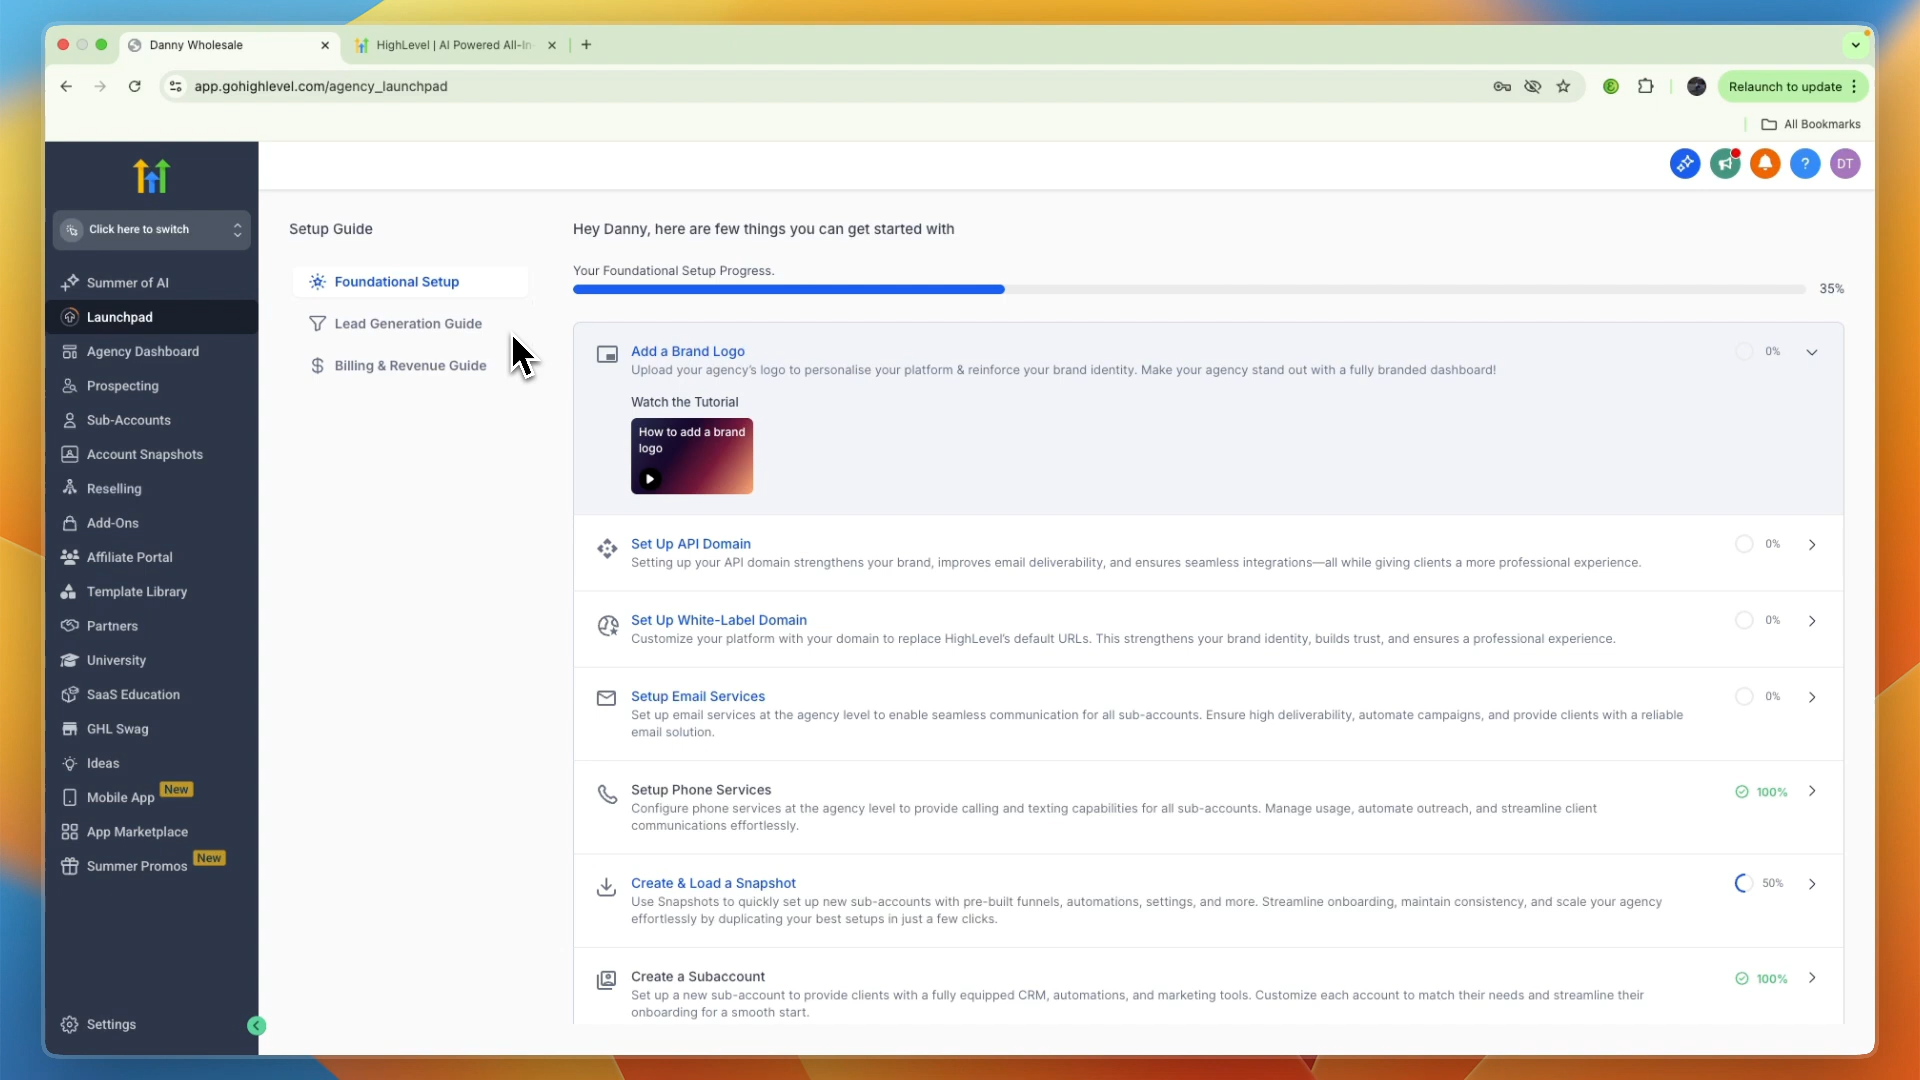 Danny Wholesale
HighLevel | AI Powered All-In-
app.gohighlevel.com/agency_launchpad
Relaunch to update
All Bookmarks
DT
Click here to switch
Summer of AI
Launchpad
Agency Dashboard
Prospecting
Sub-Accounts
Account Snapshots
Reselling
Add-Ons
Affiliate Portal
Template Library
Partners
University
SaaS Education
GHL Swag
Ideas
Mobile App New
App Marketplace
Summer Promos New
Settings
Setup Guide
Foundational Setup
Lead Generation Guide
Billing & Revenue Guide
Hey Danny, here are few things you can get started with
Your Foundational Setup Progress.
35%
Add a Brand Logo
0%
Upload your agency's logo to personalise your platform & reinforce your brand identity. Make your agency stand out with a fully branded dashboard!
Watch the Tutorial
How to add a brand
logo
Set Up API Domain
0%
Setting up your API domain strengthens your brand, improves email deliverability, and ensures seamless integrations—all while giving clients a more professional experience.
Set Up White-Label Domain
0%
Customize your platform with your domain to replace HighLevel's default URLs. This strengthens your brand identity, builds trust, and ensures a professional experience.
Setup Email Services
0%
Set up email services at the agency level to enable seamless communication for all sub-accounts. Ensure high deliverability, automate campaigns, and provide clients with a reliable
email solution.
Setup Phone Services
100%
Configure phone services at the agency level to provide calling and texting capabilities for all sub-accounts. Manage usage, automate outreach, and streamline client
communications effortlessly.
Create & Load a Snapshot
50%
Use Snapshots to quickly set up new sub-accounts with pre-built funnels, automations, settings, and more. Streamline onboarding, maintain consistency, and scale your agency
effortlessly by duplicating your best setups in just a few clicks.
Create a Subaccount
100%
Set up a new sub-account to provide clients with a fully equipped CRM, automations, and marketing tools. Customize each account to match their needs and streamline their
onboarding for a smooth start.